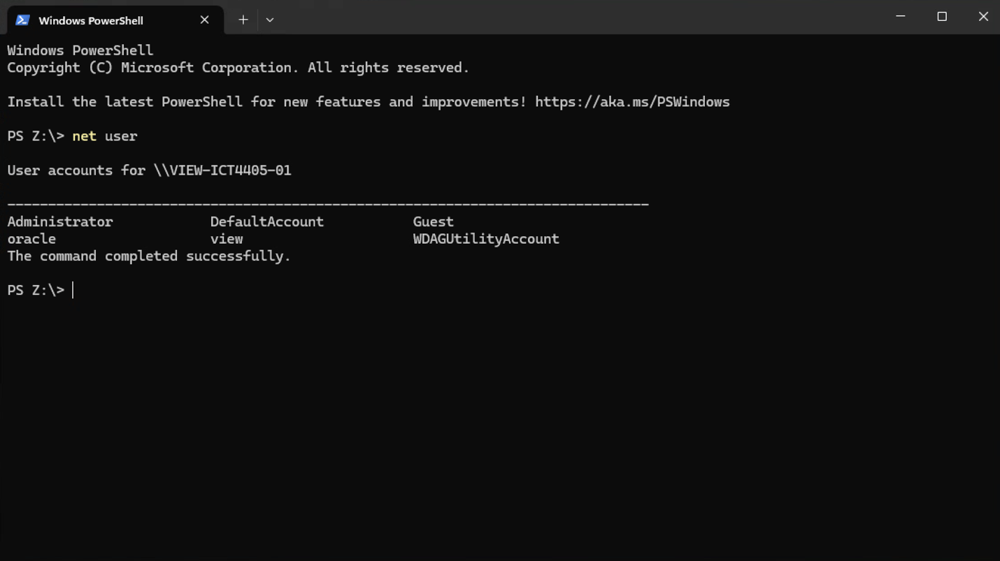 Windows PowerShell
Windows PowerShell
Copyright (C) Microsoft Corporation. All rights reserved.
Install the latest PowerShell for new features and improvements! https://aka.ms/PSWindows
PS Z:\> net user
User accounts for \\VIEW-ICT4405-01
-------------------------------------------------------------------------------
Administrator            DefaultAccount           Guest
oracle                   view                     WDAGUtilityAccount
The command completed successfully.
PS Z:\>